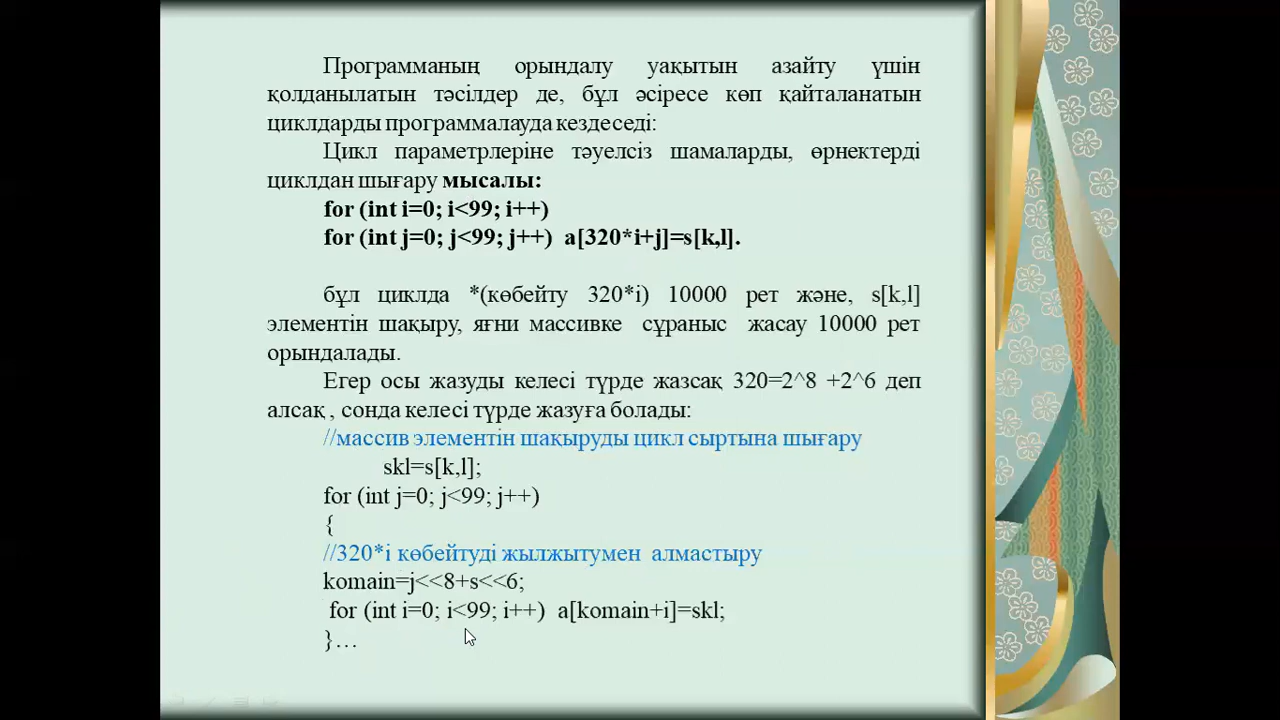 Программаның орындалу уақытын азайту үшін
қолданылатын тәсілдер де, бұл әсіресе көп қайталанатын
циклдарды программалауда кездеседі:
Цикл параметрлеріне тәуелсіз шамаларды, өрнектерді
циклдан шығару мысалы:
for (int i=0; i<99; i++)
for (int j=0; j<99; j++) a[320*i+j]=s[k,l].
бұл циклда *(көбейту 320*i) 10000 рет және, s[k,l]
элементін шақыру, яғни массивке сұраныс жасау 10000 рет
орындалады.
Егер осы жазуды келесі түрде жазсақ 320=2^8 +2^6 деп
алсақ , сонда келесі түрде жазуға болады:
//массив элементін шақыруды цикл сыртына шығару
skl=s[k,l];
for (int j=0; j<99; j++)
{
//320*i көбейтуді жылжытумен алмастыру
komain=j<<8+s<<6;
for (int i=0; i<99; i++) a[komain+i]=skl;
}…